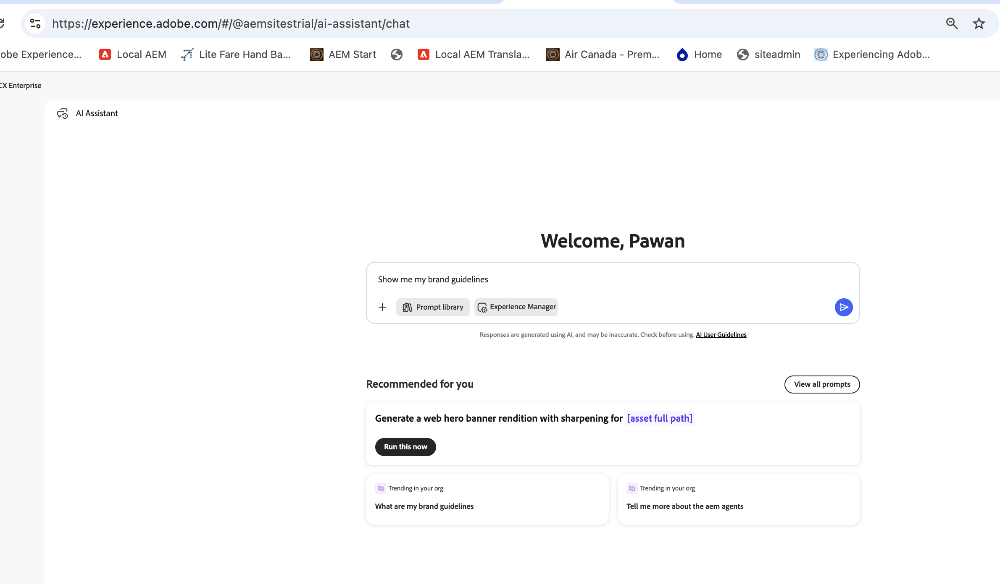 https://experience.adobe.com/#/@aemsitestrial/ai-assistant/chat
obe Experience... Local AEM Lite Fare Hand Ba... AEM Start Local AEM Transla... Air Canada - Prem... Home siteadmin Experiencing Adob...
CX Enterprise
AI Assistant
Welcome, Pawan
Show me my brand guidelines
Prompt library Experience Manager
Responses are generated using AI, and may be inaccurate. Check before using. AI User Guidelines
Recommended for you View all prompts
Generate a web hero banner rendition with sharpening for [asset full path]
Run this now
Trending in your org
What are my brand guidelines
Trending in your org
Tell me more about the aem agents